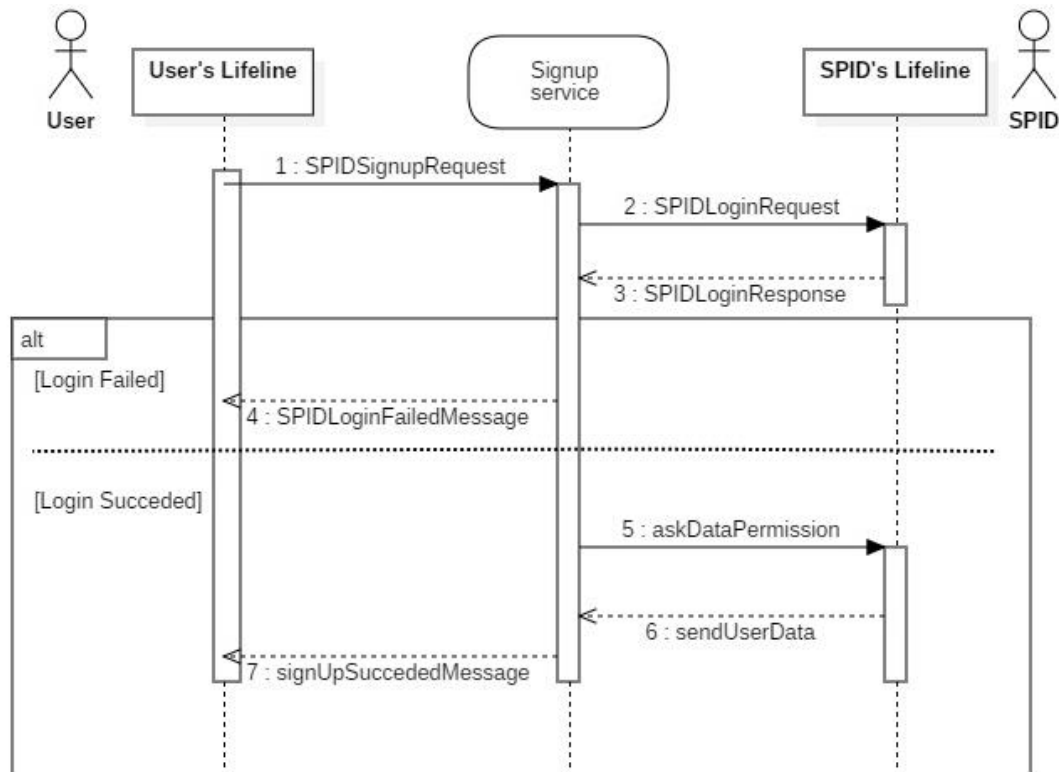 User's Lifeline
Signup
service
SPID's Lifeline
User
SPID
1 : SPIDSignupRequest
2 : SPIDLoginRequest
3 : SPIDLoginResponse
alt
[Login Failed]
4 : SPIDLoginFailedMessage
[Login Succeded]
5 : askDataPermission
6 : sendUserData
7 : signUpSuccededMessage